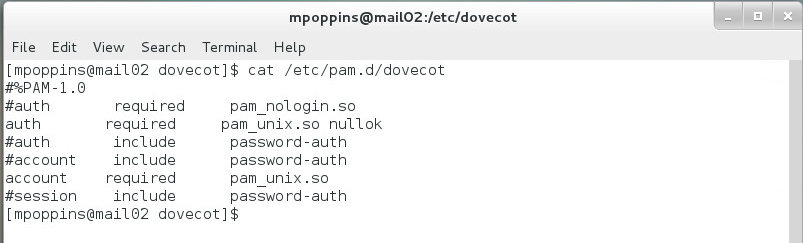 mpoppins@mail02:/etc/dovecot
File Edit View Search Terminal Help
[mpoppins@mail02 dovecot]$ cat /etc/pam.d/dovecot
#%PAM-1.0
#auth       required     pam_nologin.so
auth       required     pam_unix.so nullok
#auth       include      password-auth
#account    include      password-auth
account    required      pam_unix.so
#session    include      password-auth
[mpoppins@mail02 dovecot]$